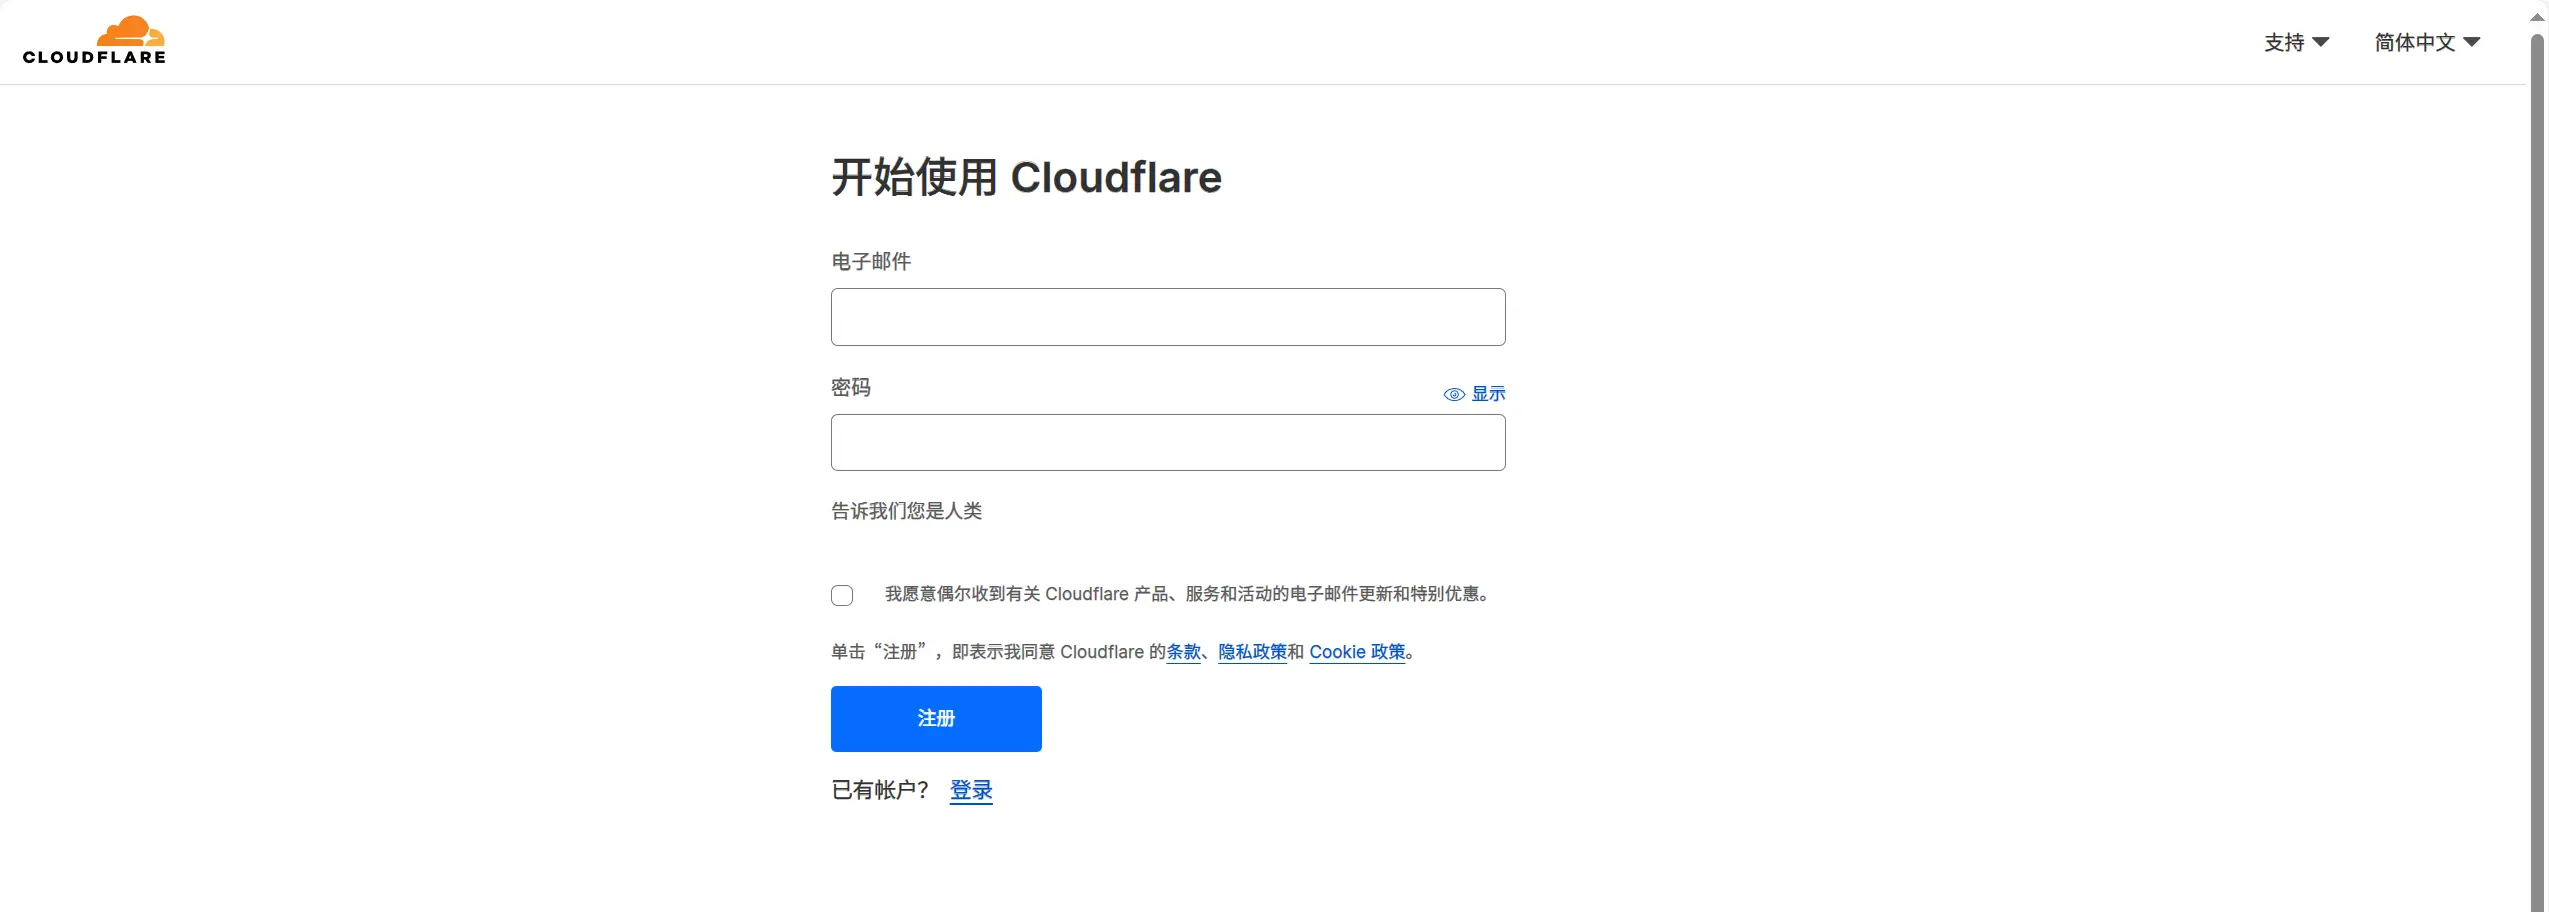 CLOUDFLARE
支持 简体中文
开始使用 Cloudflare
电子邮件
密码 显示
告诉我们您是人类
我愿意偶尔收到有关 Cloudflare 产品、服务和活动的电子邮件更新和特别优惠。
单击“注册”，即表示我同意 Cloudflare 的条款、隐私政策和 Cookie 政策。
注册
已有帐户？ 登录